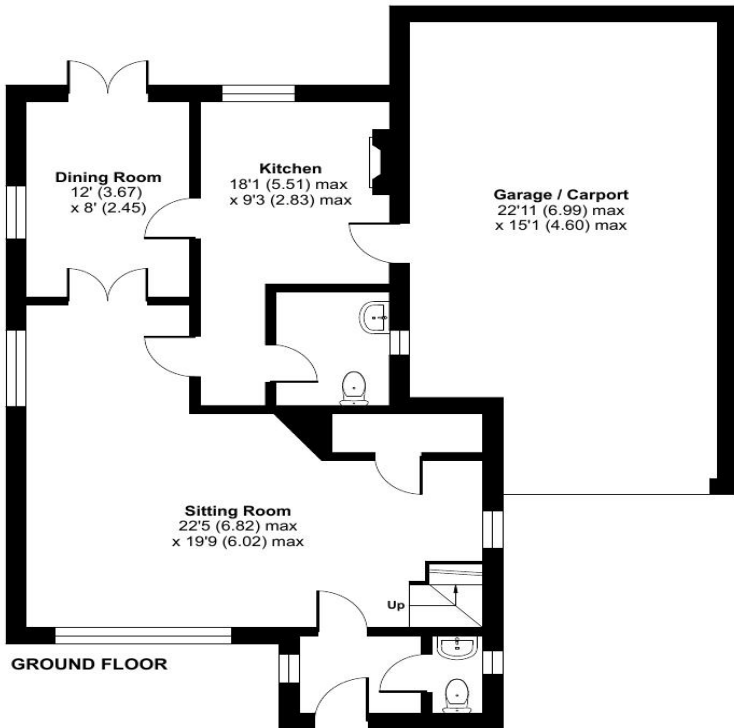 Dining Room
12' (3.67)
x 8' (2.45)
Kitchen
18'1 (5.51) max
x 9'3 (2.83) max
Garage / Carport
22'11 (6.99) max
x 15'1 (4.60) max
Sitting Room
22'5 (6.82) max
x 19'9 (6.02) max
Up
GROUND FLOOR